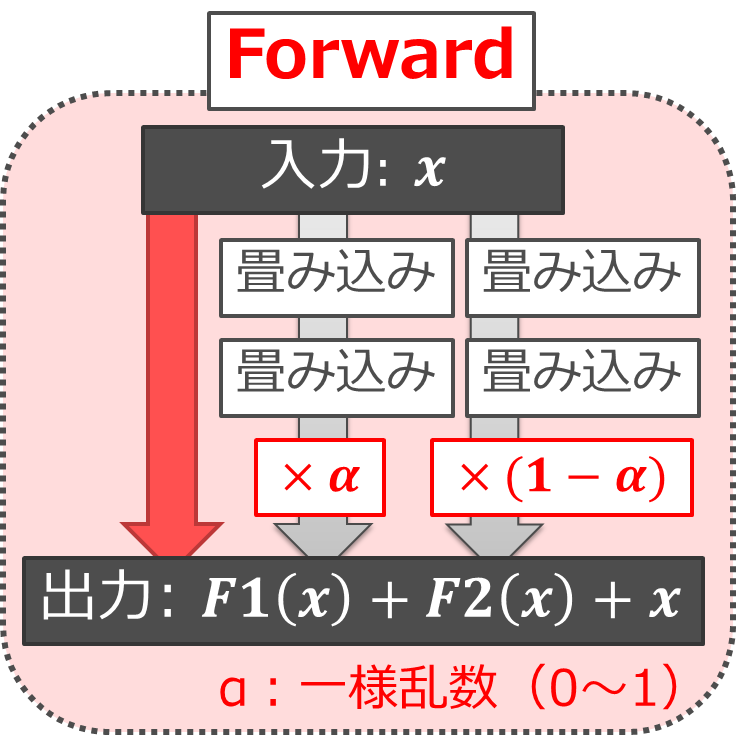 Forward
入力: x
畳み込み 畳み込み
畳み込み 畳み込み
× α × (1 − α)
出力: F1(x) + F2(x) + x
α：一様乱数（0～1）